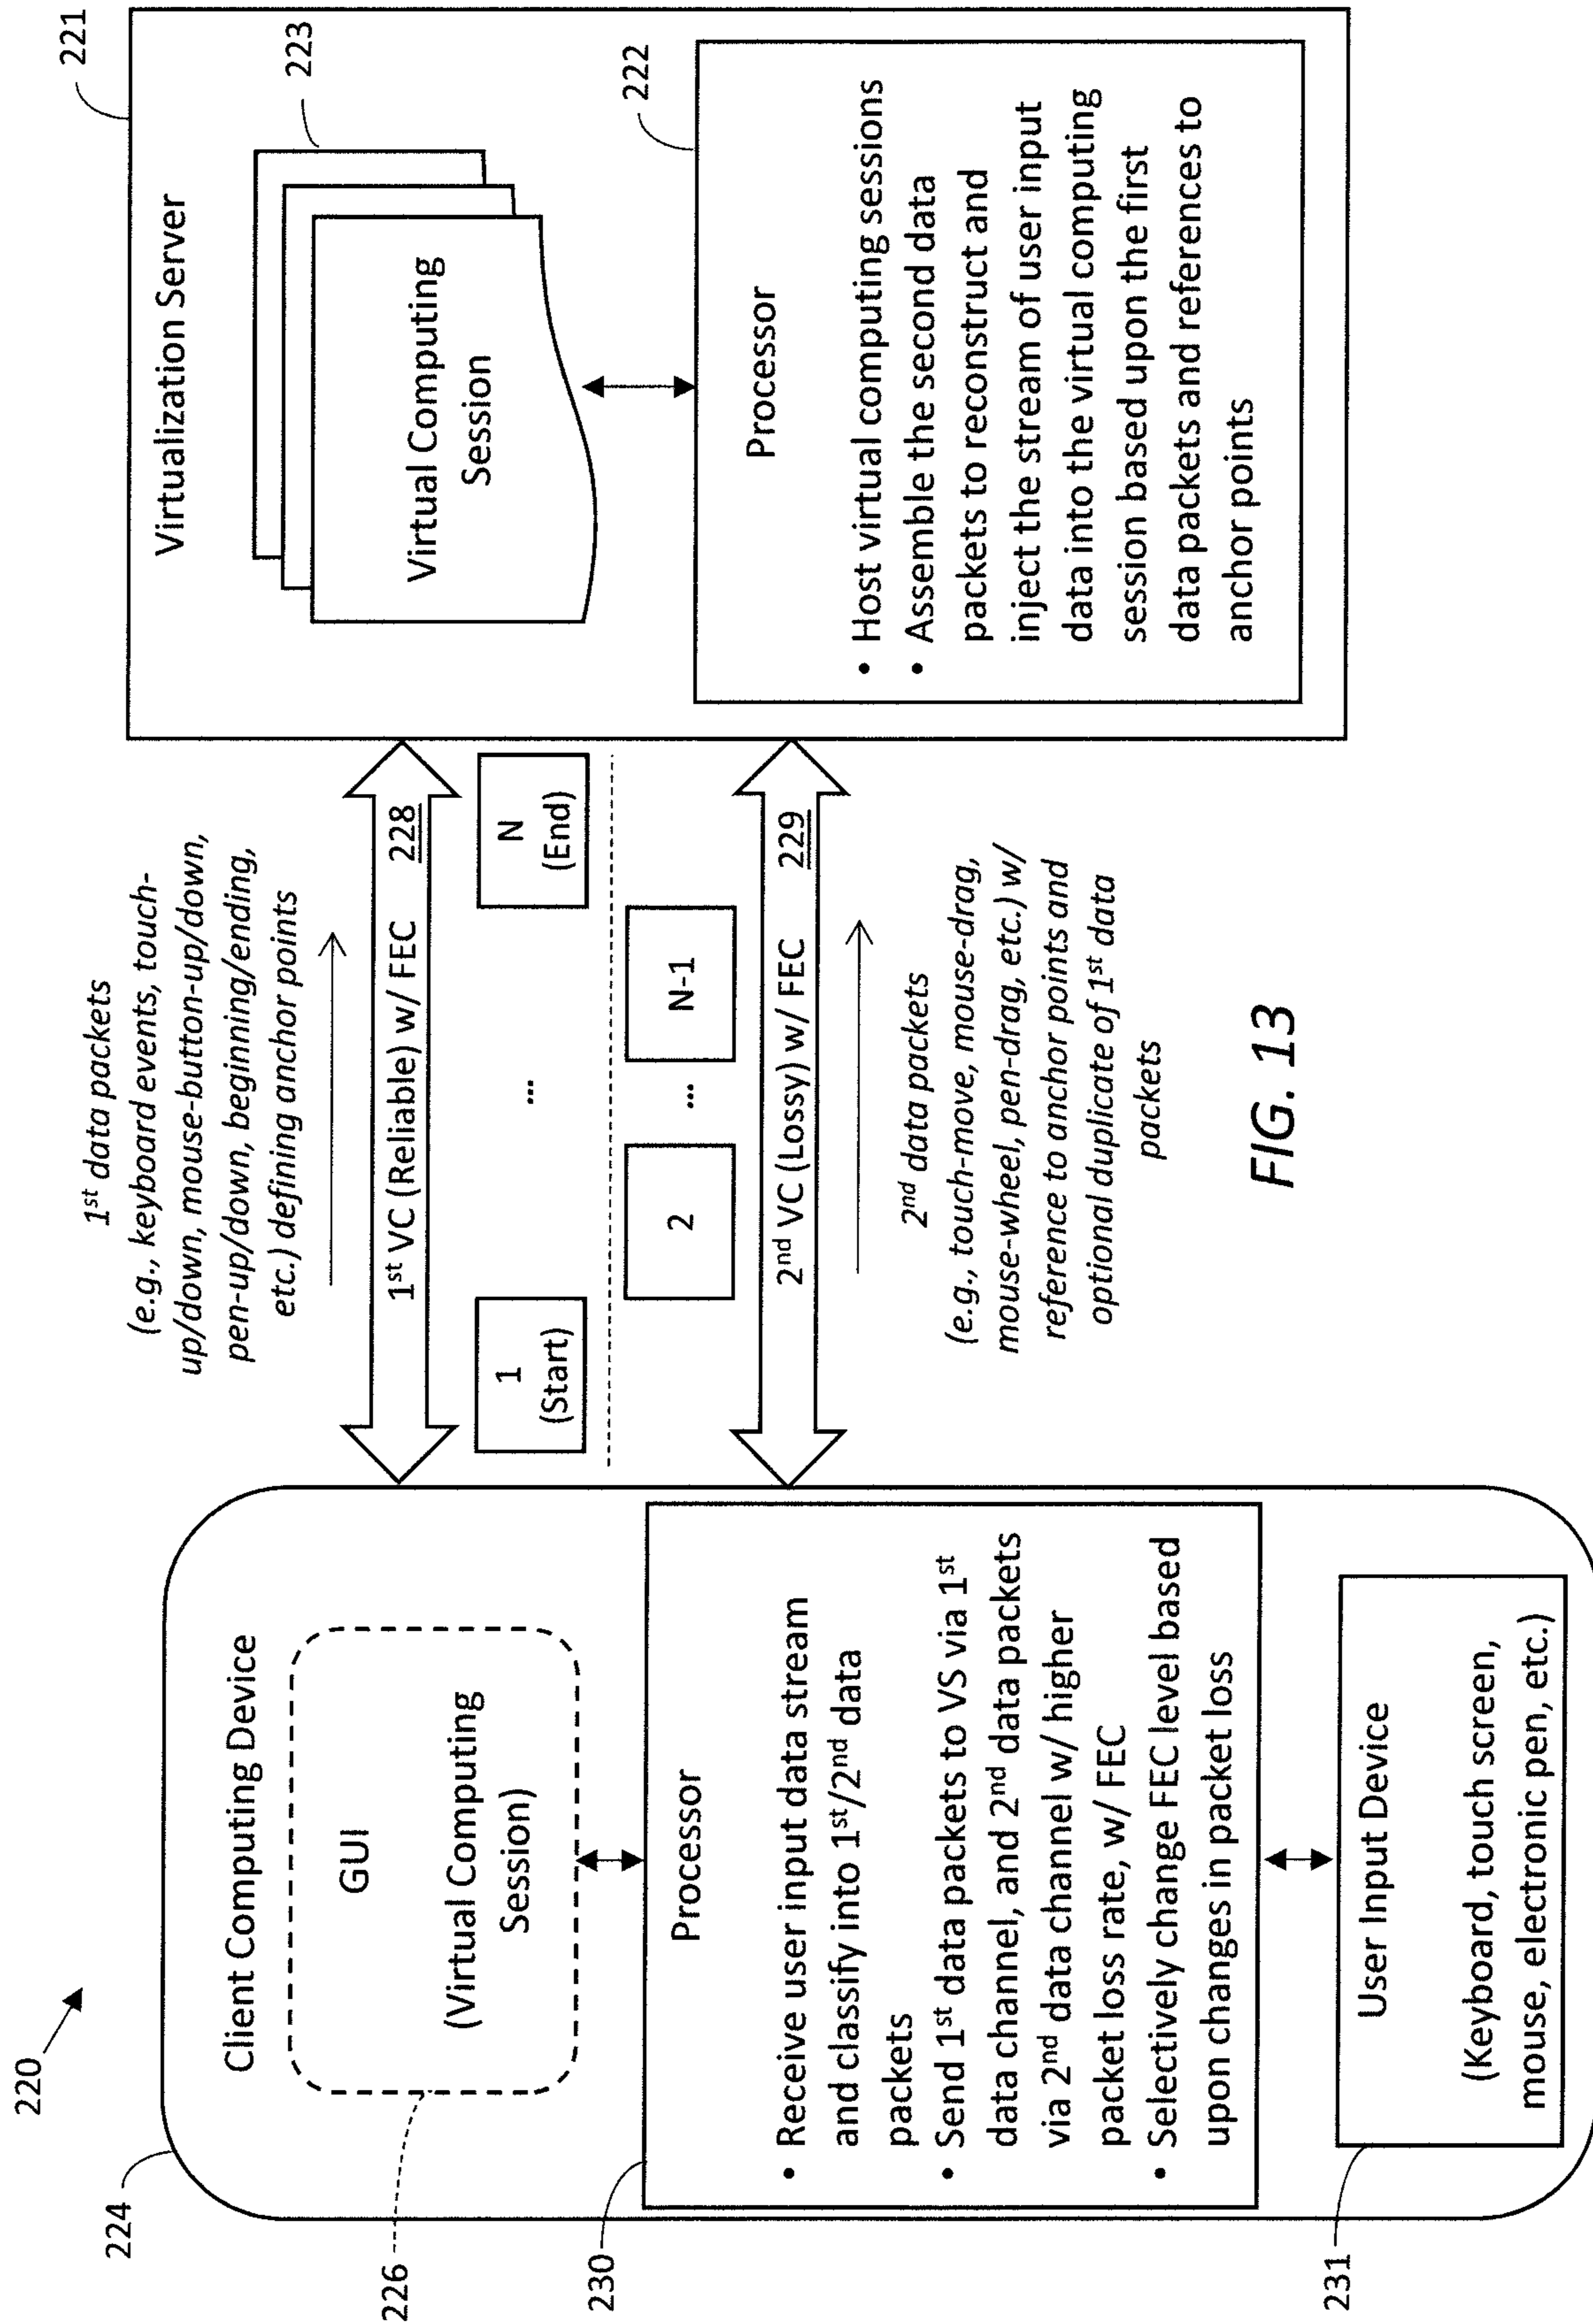 220
224
Client Computing Device
226
GUI
(Virtual Computing
Session)
230
Processor
• Receive user input data stream
and classify into 1st/2nd data
packets
• Send 1st data packets to VS via 1st
data channel, and 2nd data packets
via 2nd data channel w/ higher
packet loss rate, w/ FEC
• Selectively change FEC level based
upon changes in packet loss
231
User Input Device
(Keyboard, touch screen,
mouse, electronic pen, etc.)
1st data packets
(e.g., keyboard events, touch-
up/down, mouse-button-up/down,
pen-up/down, beginning/ending,
etc.) defining anchor points
1st VC (Reliable) w/ FEC 228
1
(Start)
...
N
(End)
2
...
N-1
2nd VC (Lossy) w/ FEC 229
2nd data packets
(e.g., touch-move, mouse-drag,
mouse-wheel, pen-drag, etc.) w/
reference to anchor points and
optional duplicate of 1st data
packets
221
Virtualization Server
223
Virtual Computing
Session
222
Processor
• Host virtual computing sessions
• Assemble the second data
packets to reconstruct and
inject the stream of user input
data into the virtual computing
session based upon the first
data packets and references to
anchor points
FIG. 13